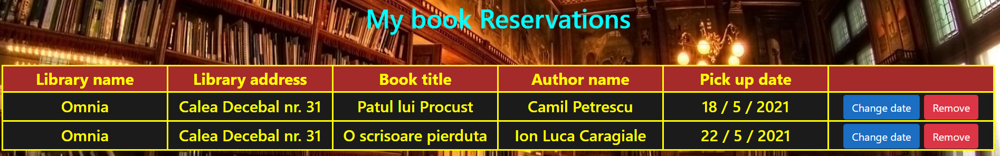 My book Reservations
Library name Library address Book title Author name Pick up date
Omnia Calea Decebal nr. 31 Patul lui Procust Camil Petrescu 18 / 5 / 2021 Change date Remove
Omnia Calea Decebal nr. 31 O scrisoare pierduta Ion Luca Caragiale 22 / 5 / 2021 Change date Remove